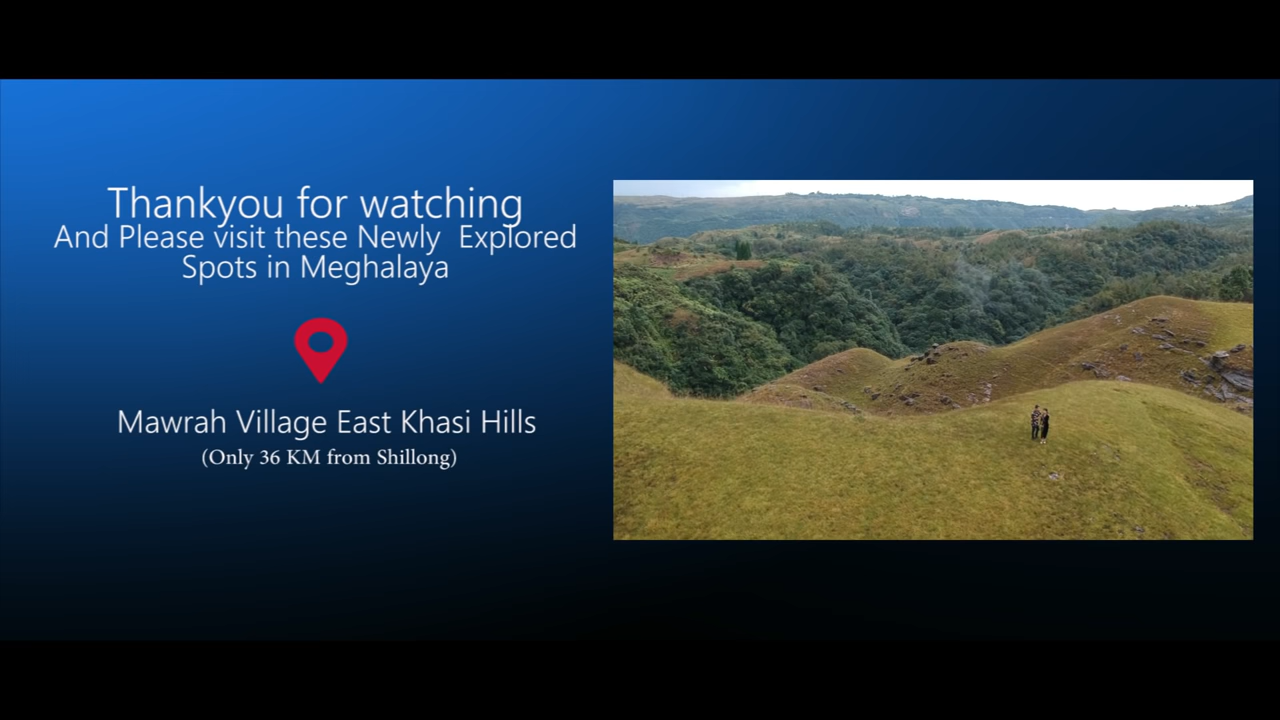 Thankyou for watching
And Please visit these Newly Explored
Spots in Meghalaya
Mawrah Village East Khasi Hills
(Only 36 KM from Shillong)